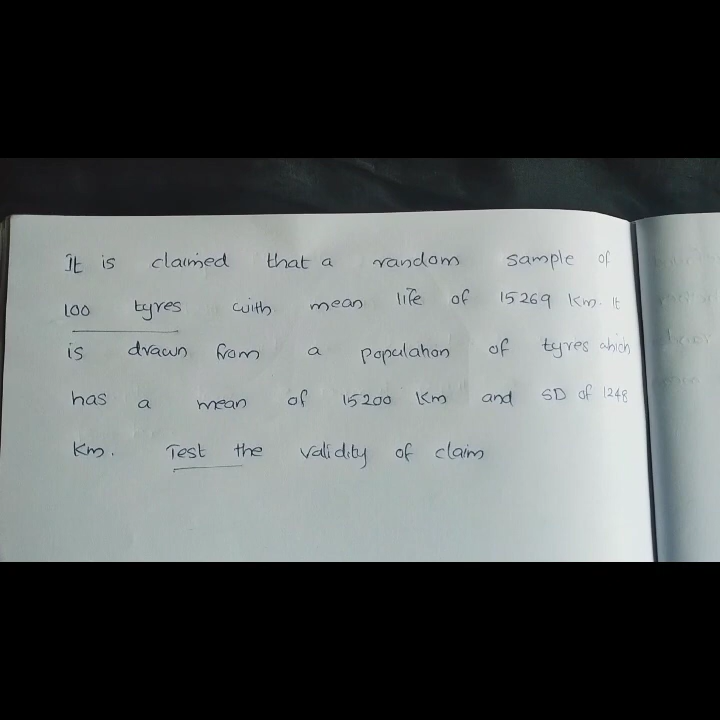 It is claimed that a random sample of
100 tyres with mean life of 15269 Km. It
is drawn from a population of tyres which
has a mean of 15200 Km and SD of 1248
Km. Test the validity of claim